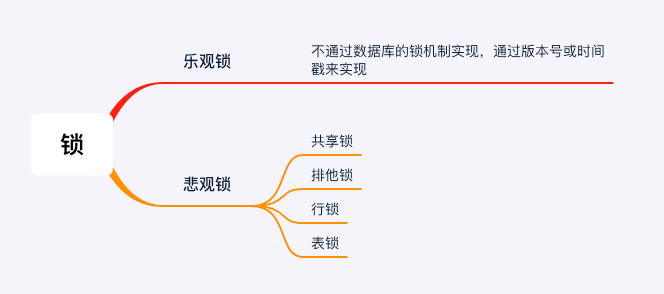 锁
乐观锁
不通过数据库的锁机制实现，通过版本号或时间
戳来实现
悲观锁
共享锁
排他锁
行锁
表锁